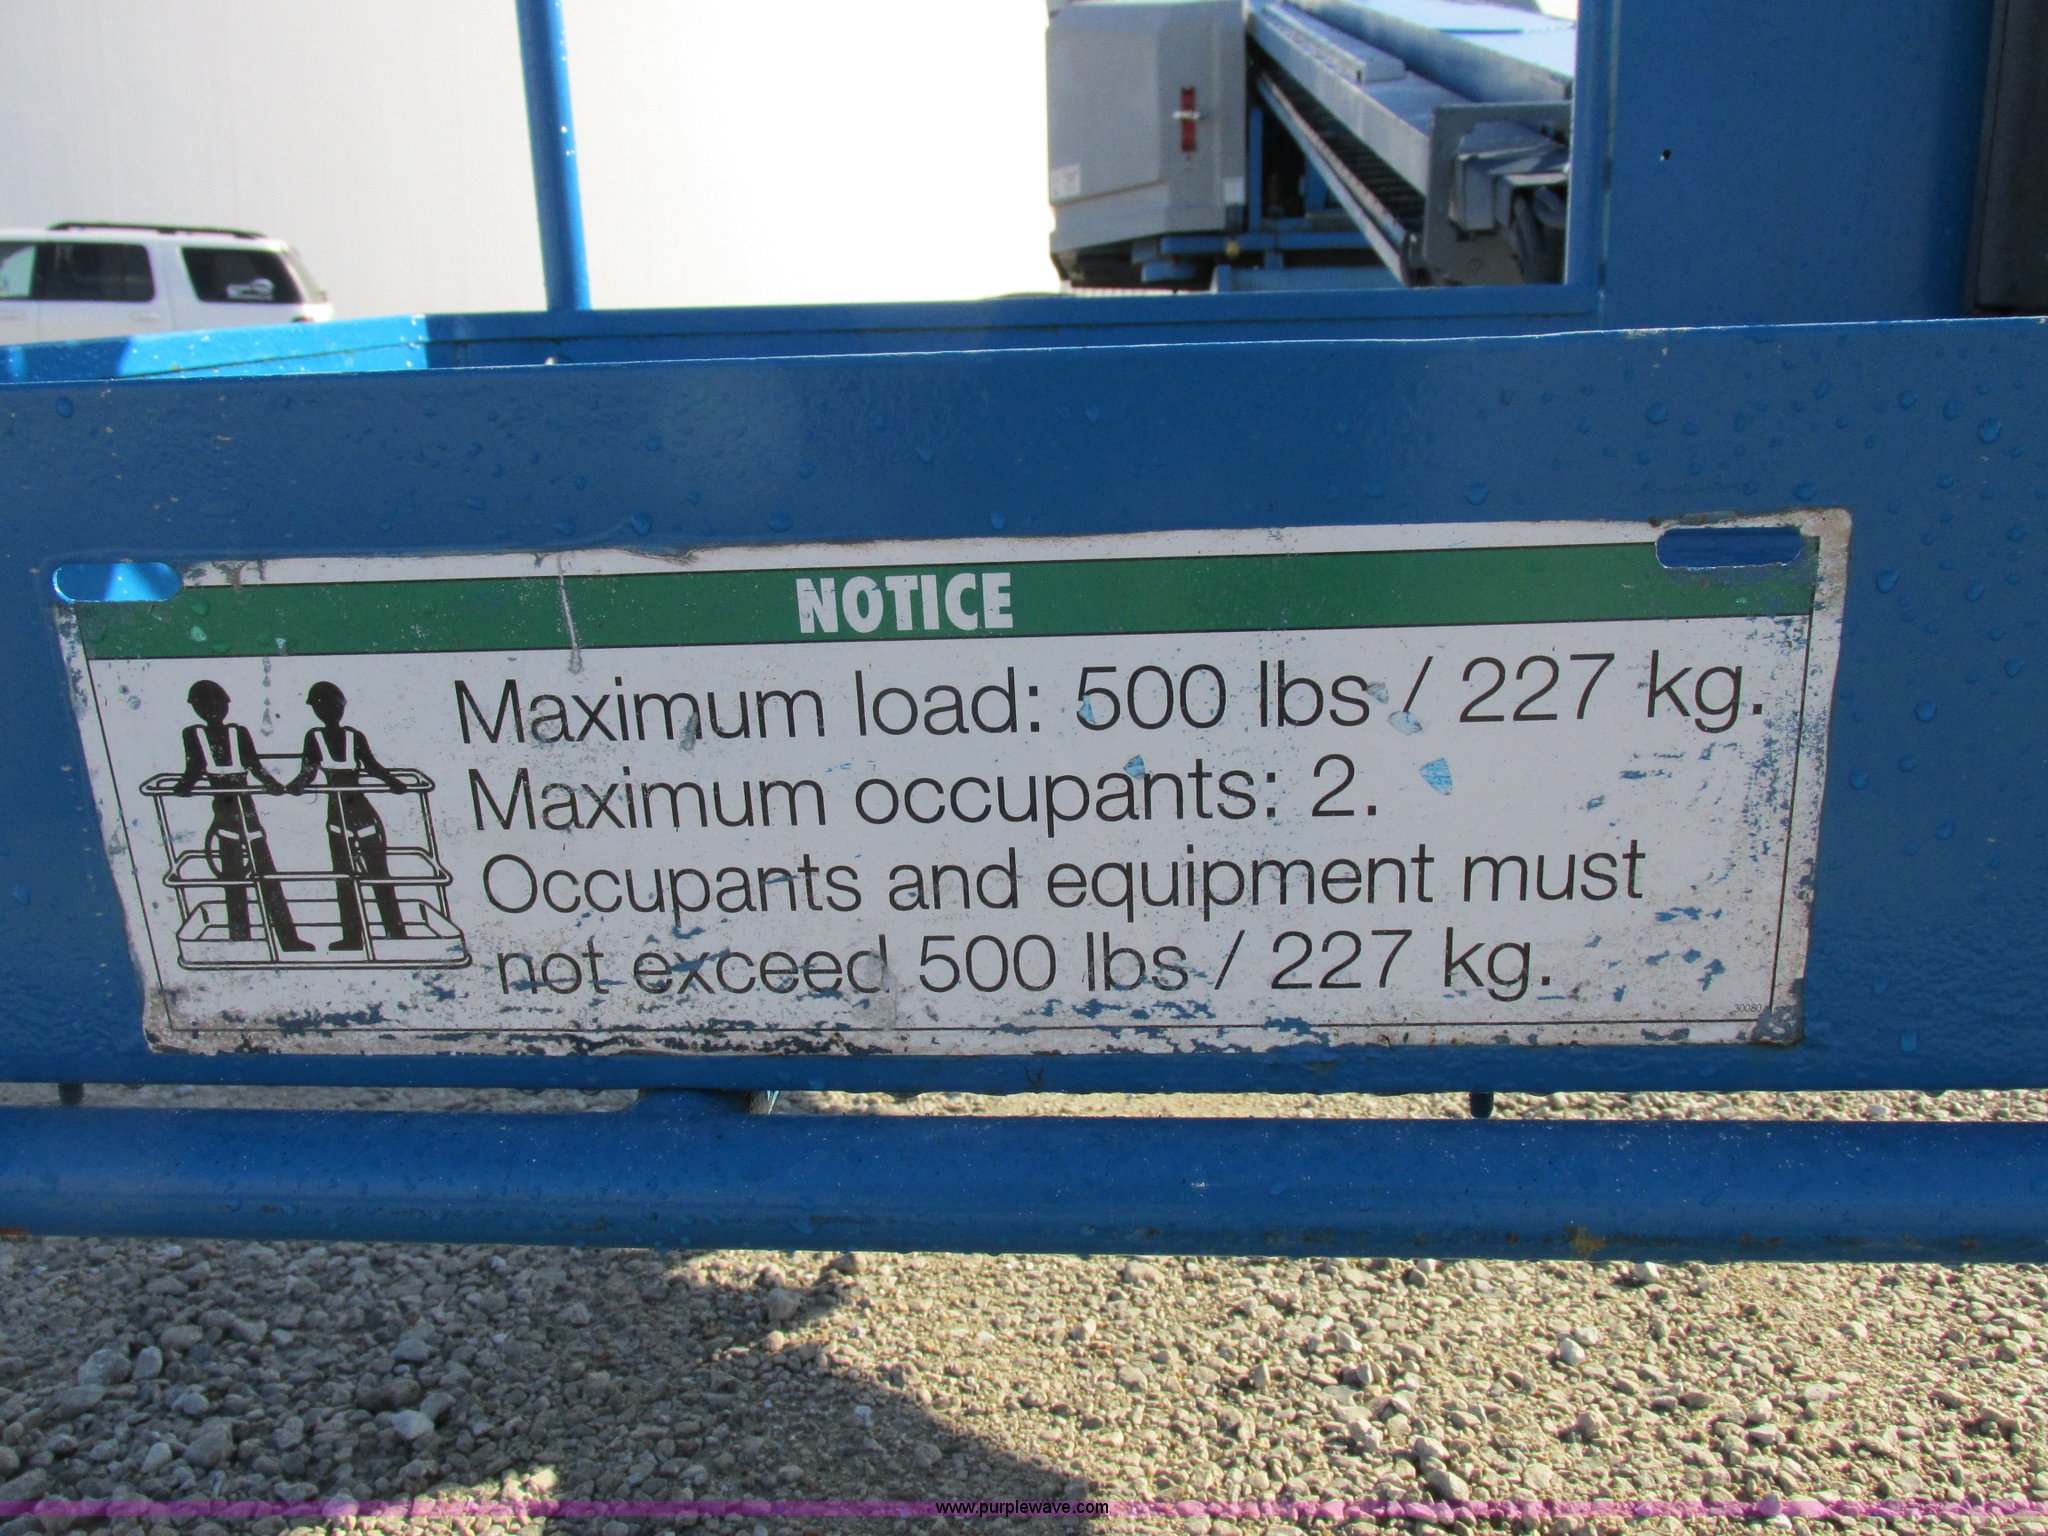 NOTICE
Maximum load: 500 lbs / 227 kg.
Maximum occupants: 2.
Occupants and equipment must
not exceed 500 lbs / 227 kg.
www.purplewave.com